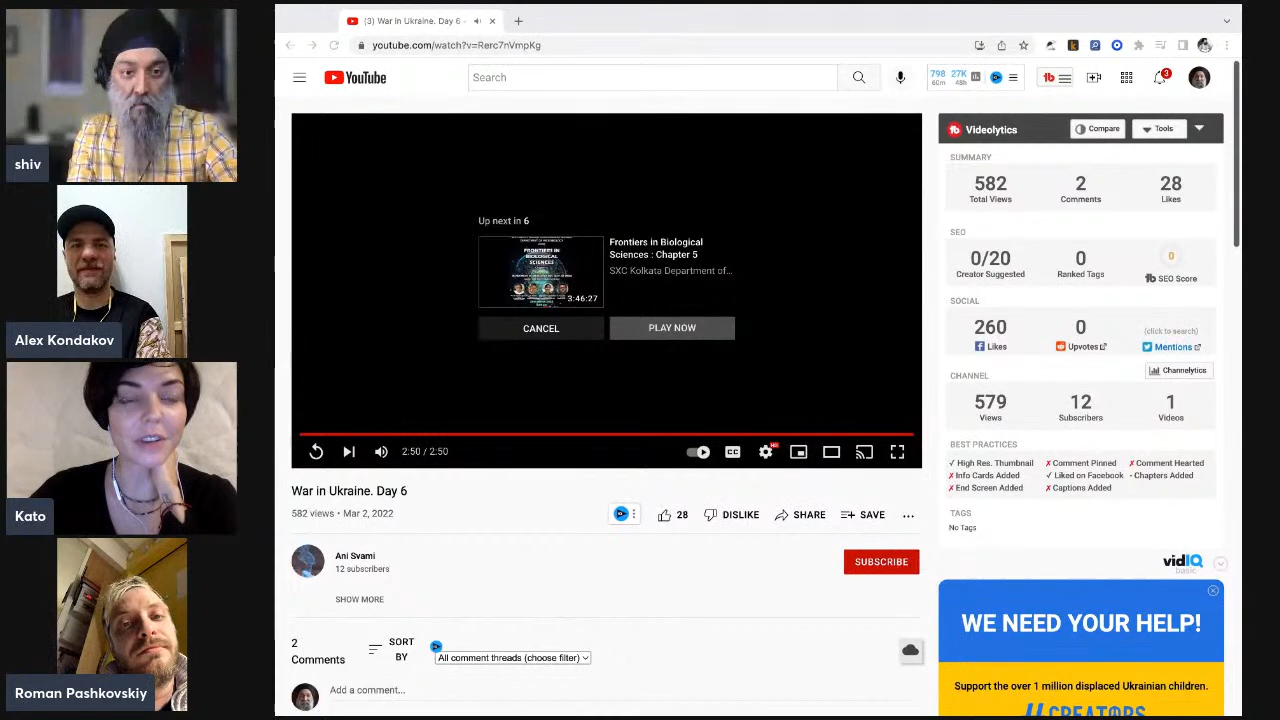 shiv
Alex Kondakov
Kato
Roman Pashkovskiy
(3) War in Ukraine. Day 6 -
youtube.com/watch?v=Rerc7nVmpKg
YouTube
Search
798 27K
60m 48h
3
Up next in 6
FRONTIERS IN
BIOLOGICAL
SCIENCES
3:46:27
Frontiers in Biological
Sciences : Chapter 5
SXC Kolkata Department of...
CANCEL
PLAY NOW
2:50 / 2:50
CC
HD
War in Ukraine. Day 6
582 views • Mar 2, 2022
28
DISLIKE
SHARE
SAVE
Ani Svami
12 subscribers
SUBSCRIBE
SHOW MORE
2
Comments
SORT
BY
All comment threads (choose filter)
Add a comment...
Videolytics
Compare
Tools
SUMMARY
582 2 28
Total Views Comments Likes
SEO
0/20 0 0
Creator Suggested Ranked Tags SEO Score
SOCIAL
260 0 (click to search)
Likes Upvotes Mentions
CHANNEL
Channelytics
579 12 1
Views Subscribers Videos
BEST PRACTICES
√ High Res. Thumbnail ✗ Comment Pinned ✗ Comment Hearted
✗ Info Cards Added √ Liked on Facebook - Chapters Added
✗ End Screen Added ✗ Captions Added
TAGS
No Tags
vidIQ
basic
WE NEED YOUR HELP!
Support the over 1 million displaced Ukrainian children.